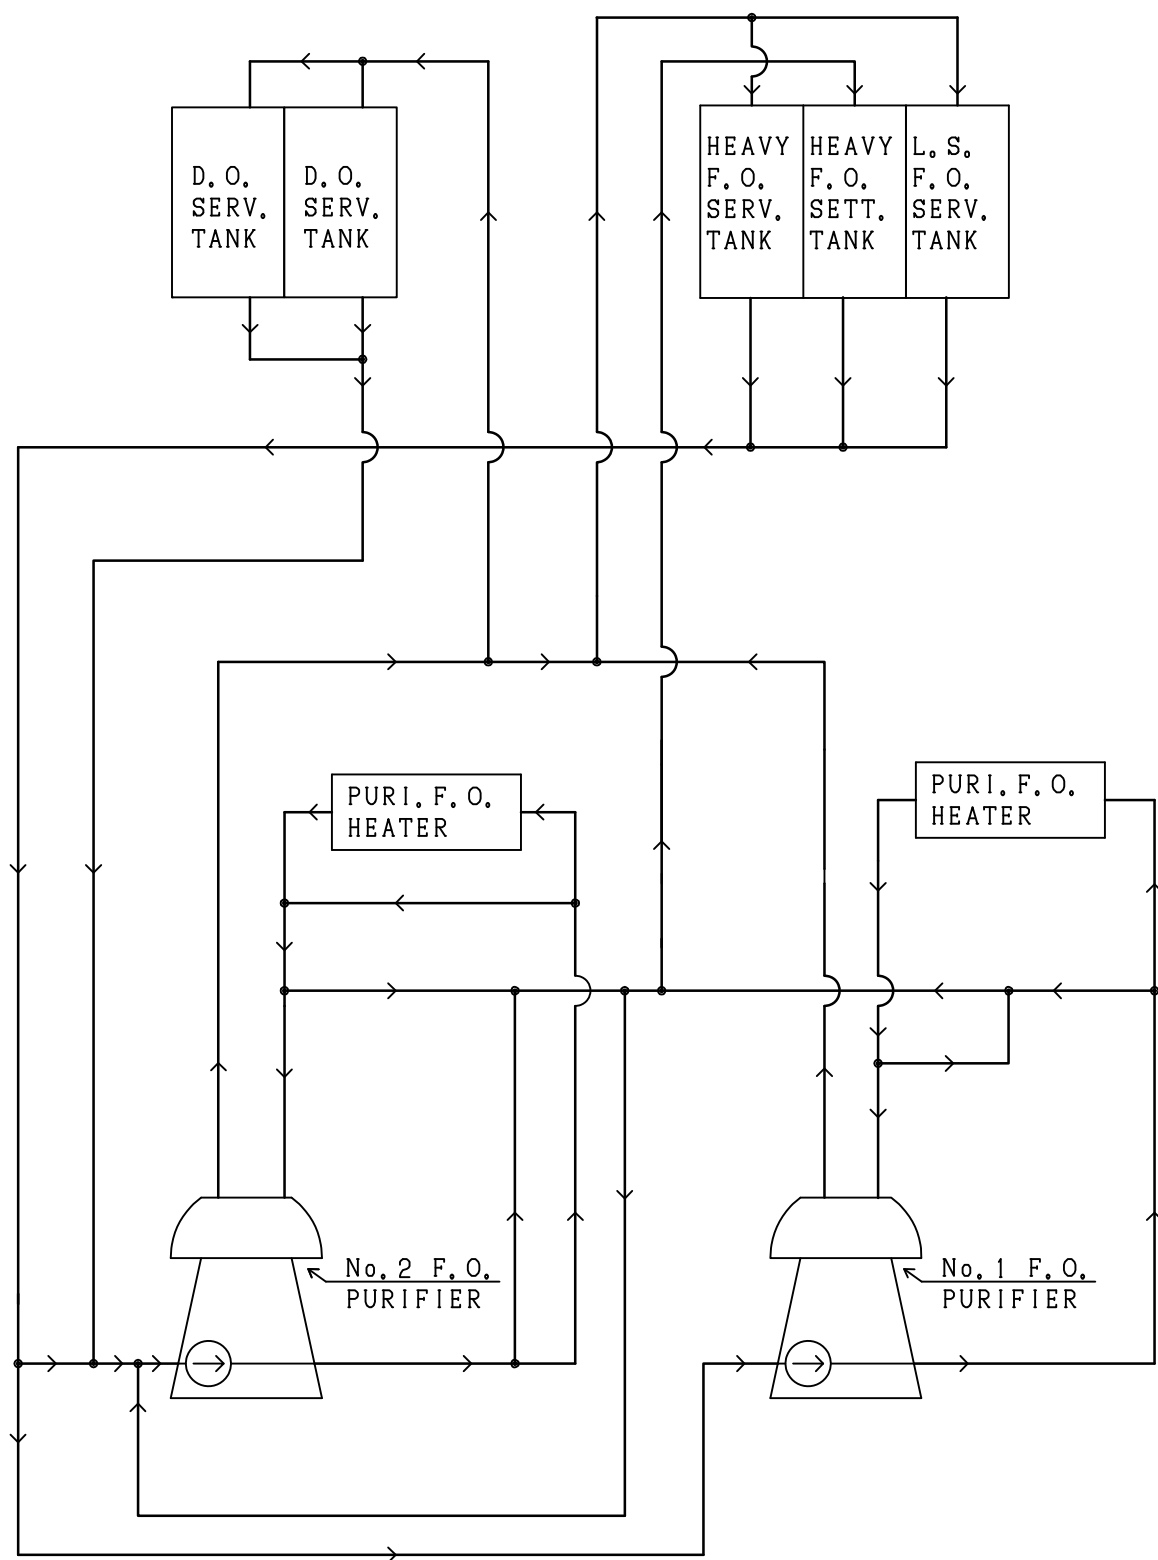 D.O.
SERV.
TANK
D.O.
SERV.
TANK
HEAVY
F.O.
SERV.
TANK
HEAVY
F.O.
SETT.
TANK
L.S.
F.O.
SERV.
TANK
PURI.F.O.
HEATER
PURI.F.O.
HEATER
No.2 F.O.
PURIFIER
No.1 F.O.
PURIFIER